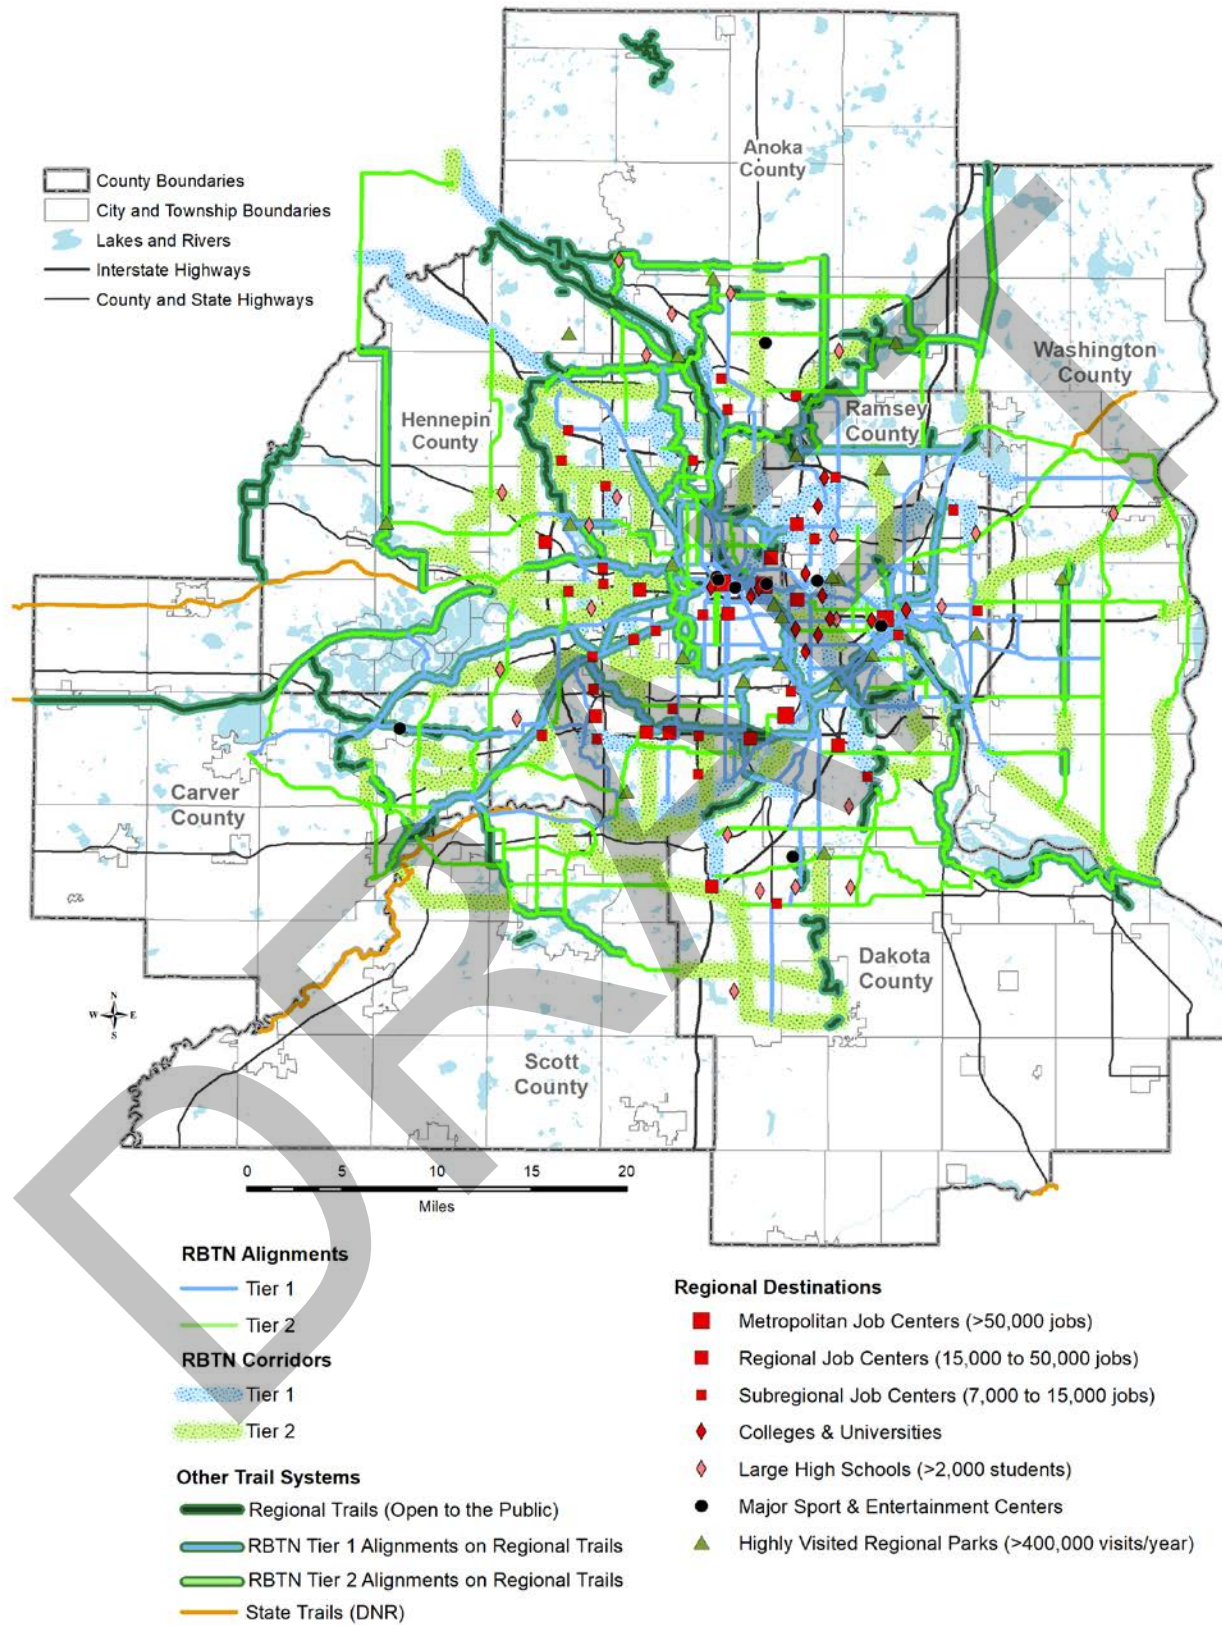 Anoka
County
County Boundaries
City and Township Boundaries
Lakes and Rivers
Interstate Highways
County and State Highways
Washington
County
Hennepin
County
Ramsey
County
Carver
County
Dakota
County
Scott
County
N
W E
S
DRAFT
0 5 10 15 20
Miles
RBTN Alignments
Tier 1
Tier 2
RBTN Corridors
Tier 1
Tier 2
Other Trail Systems
Regional Trails (Open to the Public)
RBTN Tier 1 Alignments on Regional Trails
RBTN Tier 2 Alignments on Regional Trails
State Trails (DNR)
Regional Destinations
Metropolitan Job Centers (>50,000 jobs)
Regional Job Centers (15,000 to 50,000 jobs)
Subregional Job Centers (7,000 to 15,000 jobs)
Colleges & Universities
Large High Schools (>2,000 students)
Major Sport & Entertainment Centers
Highly Visited Regional Parks (>400,000 visits/year)